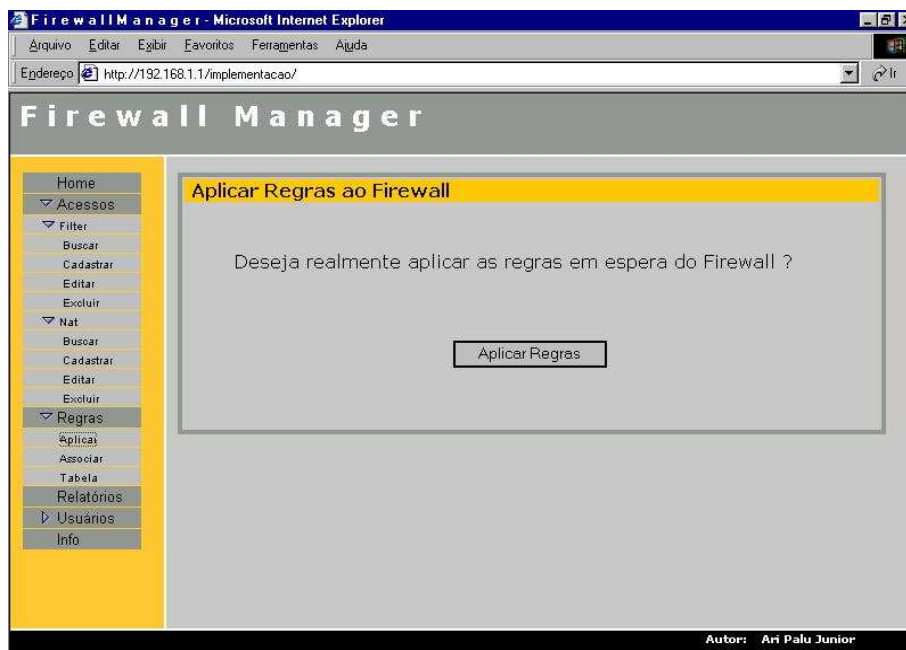 FirewallManager - Microsoft Internet Explorer
Arquivo Editar Exibir Favoritos Ferramentas Ajuda
Endereço http://192.168.1.1/implementacao/ Ir
Firewall Manager
Home
Acessos
Filter
Buscar
Cadastrar
Editar
Excluir
Nat
Buscar
Cadastrar
Editar
Excluir
Regras
Aplicar
Associar
Tabela
Relatórios
Usuários
Info
Aplicar Regras ao Firewall
Deseja realmente aplicar as regras em espera do Firewall ?
Aplicar Regras
Autor: Ari Palu Junior